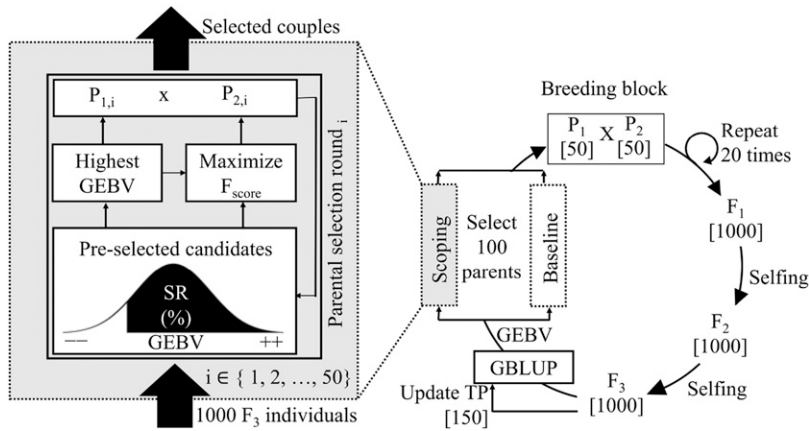 Selected couples
P1,i x P2,i
Highest
GEBV
Maximize
Fscore
Pre-selected candidates
SR
(%)
−− GEBV ++
Parental selection round i
i ∈ { 1, 2, …, 50}
1000 F3 individuals
Breeding block
P1 X P2
[50] [50]
Repeat
20 times
F1
[1000]
Selfing
F2
[1000]
Selfing
F3
[1000]
Update TP
[150]
GBLUP
GEBV
Scoping
Select
100
parents
Baseline